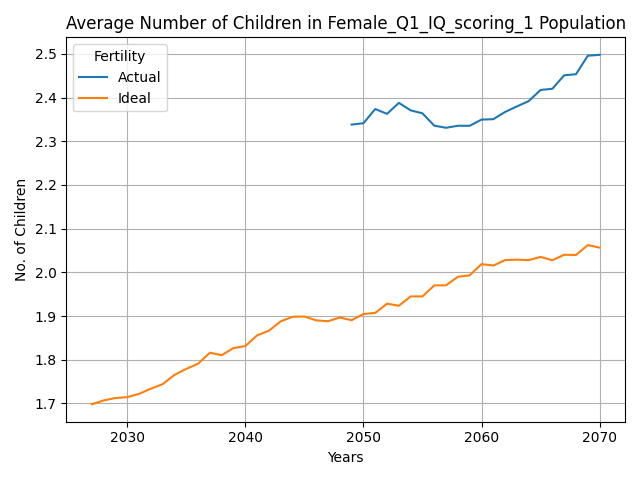 Average Number of Children in Female_Q1_IQ_scoring_1 Population
Fertility
Actual
Ideal
No. of Children
2.5
2.4
2.3
2.2
2.1
2.0
1.9
1.8
1.7
2030 2040 2050 2060 2070
Years